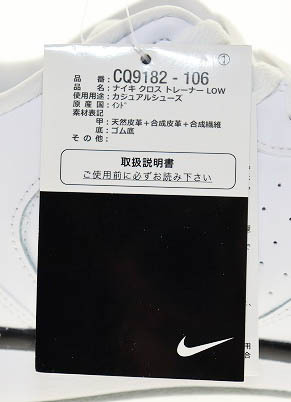 ①
品番：CQ9182 - 106
品名：ナイキ クロス トレーナー LOW
使用用途：カジュアルシューズ
原産国：インド
素材表記
甲：天然皮革＋合成皮革＋合成繊維
底：ゴム底
その他：
取扱説明書
ご使用前に必ずお読み下さい